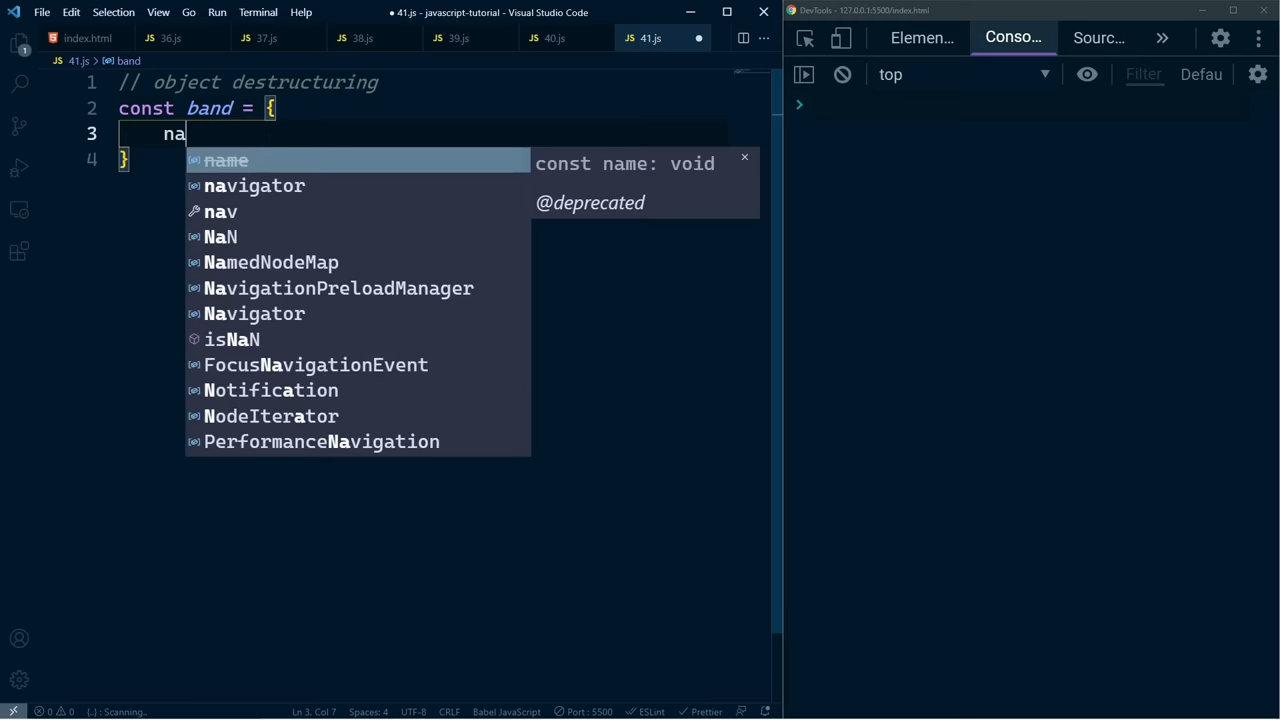 File Edit Selection View Go Run Terminal Help ● 41.js - javascript-tutorial - Visual Studio Code
DevTools - 127.0.0.1:5500/index.html
index.html JS 36.js JS 37.js JS 38.js JS 39.js JS 40.js JS 41.js
Elemen... Conso... Sourc...
JS 41.js > band
top Filter Defau
1 // object destructuring
2 const band = {
3 na
4 }
name
navigator
nav
NaN
NamedNodeMap
NavigationPreloadManager
Navigator
isNaN
FocusNavigationEvent
Notification
NodeIterator
PerformanceNavigation
const name: void
@deprecated
1
0 0 {..} : Scanning.. Ln 3, Col 7 Spaces: 4 UTF-8 CRLF Babel JavaScript Port : 5500 ESLint Prettier